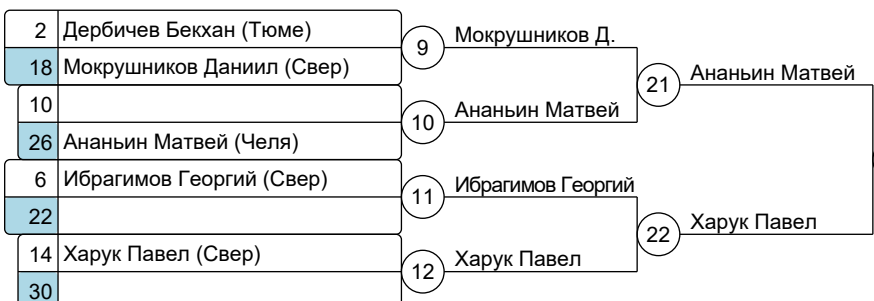 2 Дербичев Бекхан (Тюме)
18 Мокрушников Даниил (Свер)
9 Мокрушников Д.
10
26 Ананьин Матвей (Челя)
10 Ананьин Матвей
21 Ананьин Матвей
6 Ибрагимов Георгий (Свер)
22
11 Ибрагимов Георгий
14 Харук Павел (Свер)
30
12 Харук Павел
22 Харук Павел